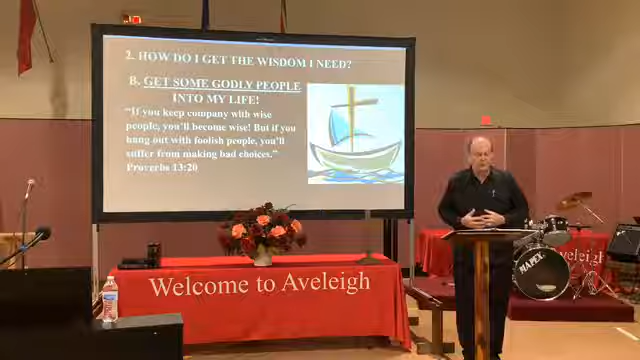 2. HOW DO I GET THE WISDOM I NEED?
B. GET SOME GODLY PEOPLE
INTO MY LIFE!
"If you keep company with wise
people, you'll become wise! But if you
hang out with foolish people, you'll
suffer from making bad choices."
Proverbs 13:20
Welcome to Aveleigh
MAPEX
veleigh